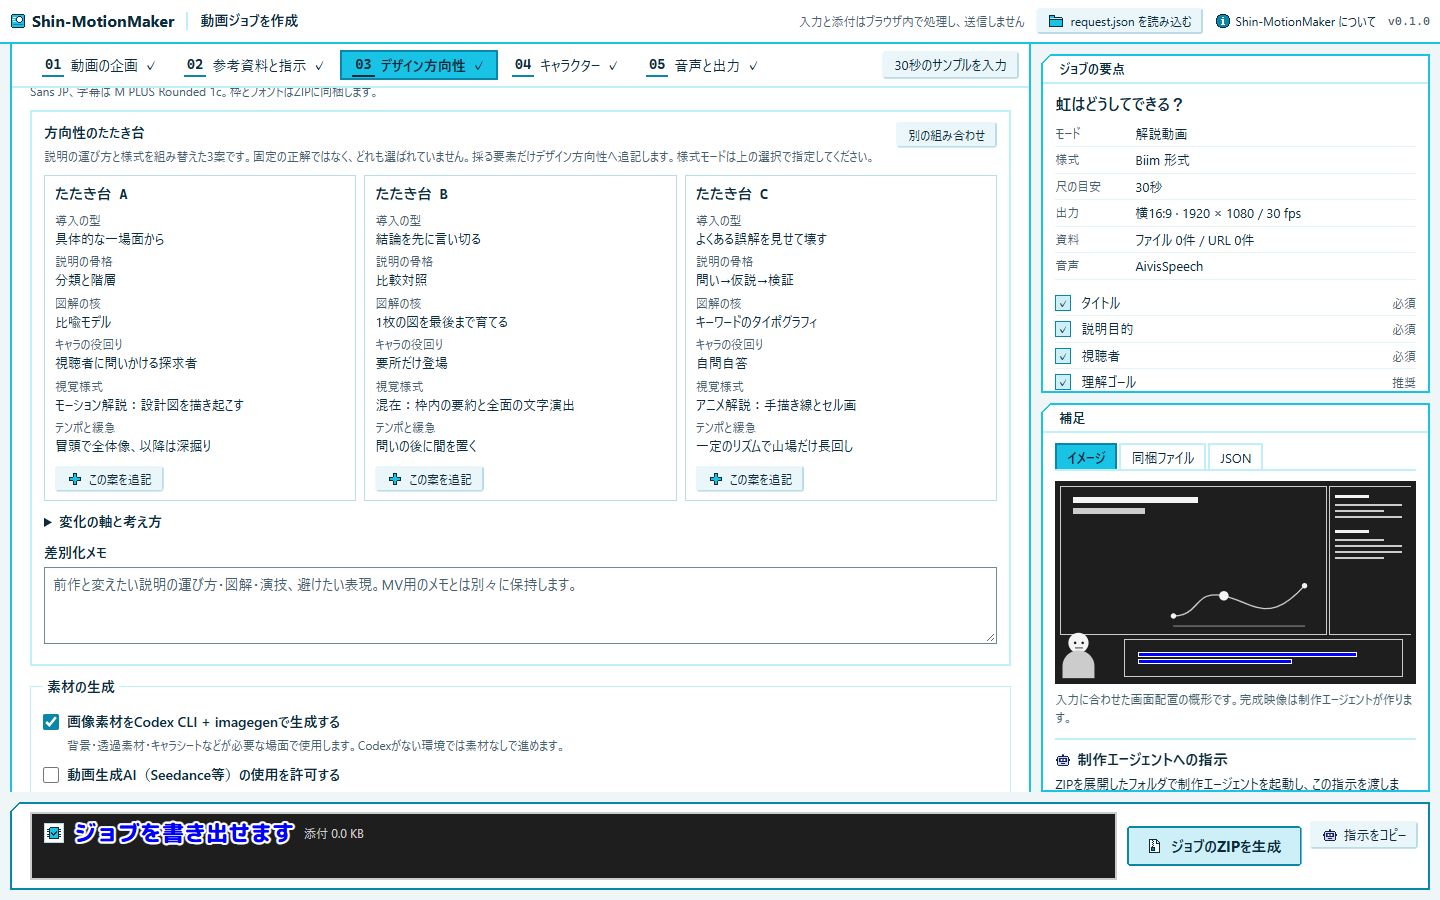 Shin-MotionMaker
動画ジョブを作成
入力と添付はブラウザ内で処理し、送信しません
request.json を読み込む
Shin-MotionMaker について
v0.1.0
01 動画の企画 ✓
02 参考資料と指示 ✓
03 デザイン方向性 ✓
04 キャラクター ✓
05 音声と出力 ✓
30秒のサンプルを入力
Sans JP、字幕は M PLUS Rounded 1c。枠とフォントはZIPに同梱します。
方向性のたたき台
別の組み合わせ
説明の運び方と様式を組み替えた3案です。固定の正解ではなく、どれも選ばれていません。採る要素だけデザイン方向性へ追記します。様式モードは上の選択で指定してください。
たたき台 A
導入の型
具体的な一場面から
説明の骨格
分類と階層
図解の核
比喩モデル
キャラの役回り
視聴者に問いかける探求者
視覚様式
モーション解説：設計図を描き起こす
テンポと緩急
冒頭で全体像、以降は深掘り
この案を追記
たたき台 B
導入の型
結論を先に言い切る
説明の骨格
比較対照
図解の核
1枚の図を最後まで育てる
キャラの役回り
要所だけ登場
視覚様式
混在：枠内の要約と全面の文字演出
テンポと緩急
問いの後に間を置く
この案を追記
たたき台 C
導入の型
よくある誤解を見せて壊す
説明の骨格
問い→仮説→検証
図解の核
キーワードのタイポグラフィ
キャラの役回り
自問自答
視覚様式
アニメ解説：手描き線とセル画
テンポと緩急
一定のリズムで山場だけ長回し
この案を追記
変化の軸と考え方
差別化メモ
前作と変えたい説明の運び方・図解・演技、避けたい表現。MV用のメモとは別々に保持します。
素材の生成
画像素材をCodex CLI + imagegenで生成する
背景・透過素材・キャラシートなどが必要な場面で使用します。Codexがない環境では素材なしで進めます。
動画生成AI（Seedance等）の使用を許可する
ジョブの要点
虹はどうしてできる？
モード 解説動画
様式 Biim 形式
尺の目安 30秒
出力 横16:9 · 1920 × 1080 / 30 fps
資料 ファイル 0件 / URL 0件
音声 AivisSpeech
タイトル 必須
説明目的 必須
視聴者 必須
理解ゴール 推奨
補足
イメージ
同梱ファイル
JSON
入力に合わせた画面配置の概形です。完成映像は制作エージェントが作りま
す。
制作エージェントへの指示
ZIPを展開したフォルダで制作エージェントを起動し、この指示を渡しま
ジョブを書き出せます 添付 0.0 KB
ジョブのZIPを生成
指示をコピー